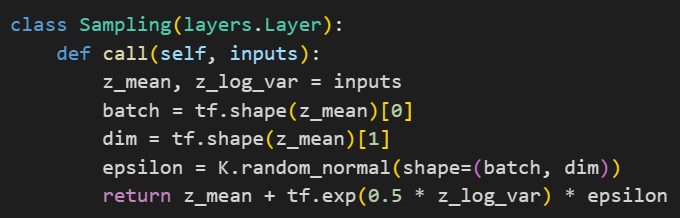 class Sampling(layers.Layer):
    def call(self, inputs):
        z_mean, z_log_var = inputs
        batch = tf.shape(z_mean)[0]
        dim = tf.shape(z_mean)[1]
        epsilon = K.random_normal(shape=(batch, dim))
        return z_mean + tf.exp(0.5 * z_log_var) * epsilon